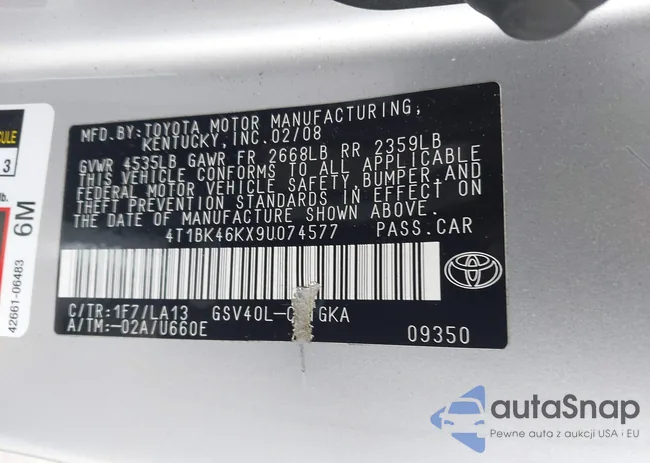 MFD.BY:TOYOTA MOTOR MANUFACTURING,
KENTUCKY,INC.02/08
GVWR 4535LB GAWR FR 2668LB RR 2359LB
THIS VEHICLE CONFORMS TO ALL APPLICABLE
FEDERAL MOTOR VEHICLE SAFETY,BUMPER,AND
THEFT PREVENTION STANDARDS IN EFFECT ON
THE DATE OF MANUFACTURE SHOWN ABOVE.
4T1BK46KX9U074577 PASS.CAR
C/TR:1F7/LA13 GSV40L-
A/TM:-02A/U660E
09350
3
lb.
6M
42661-06483
autaSnap
Pewne auta z aukcji USA i EU